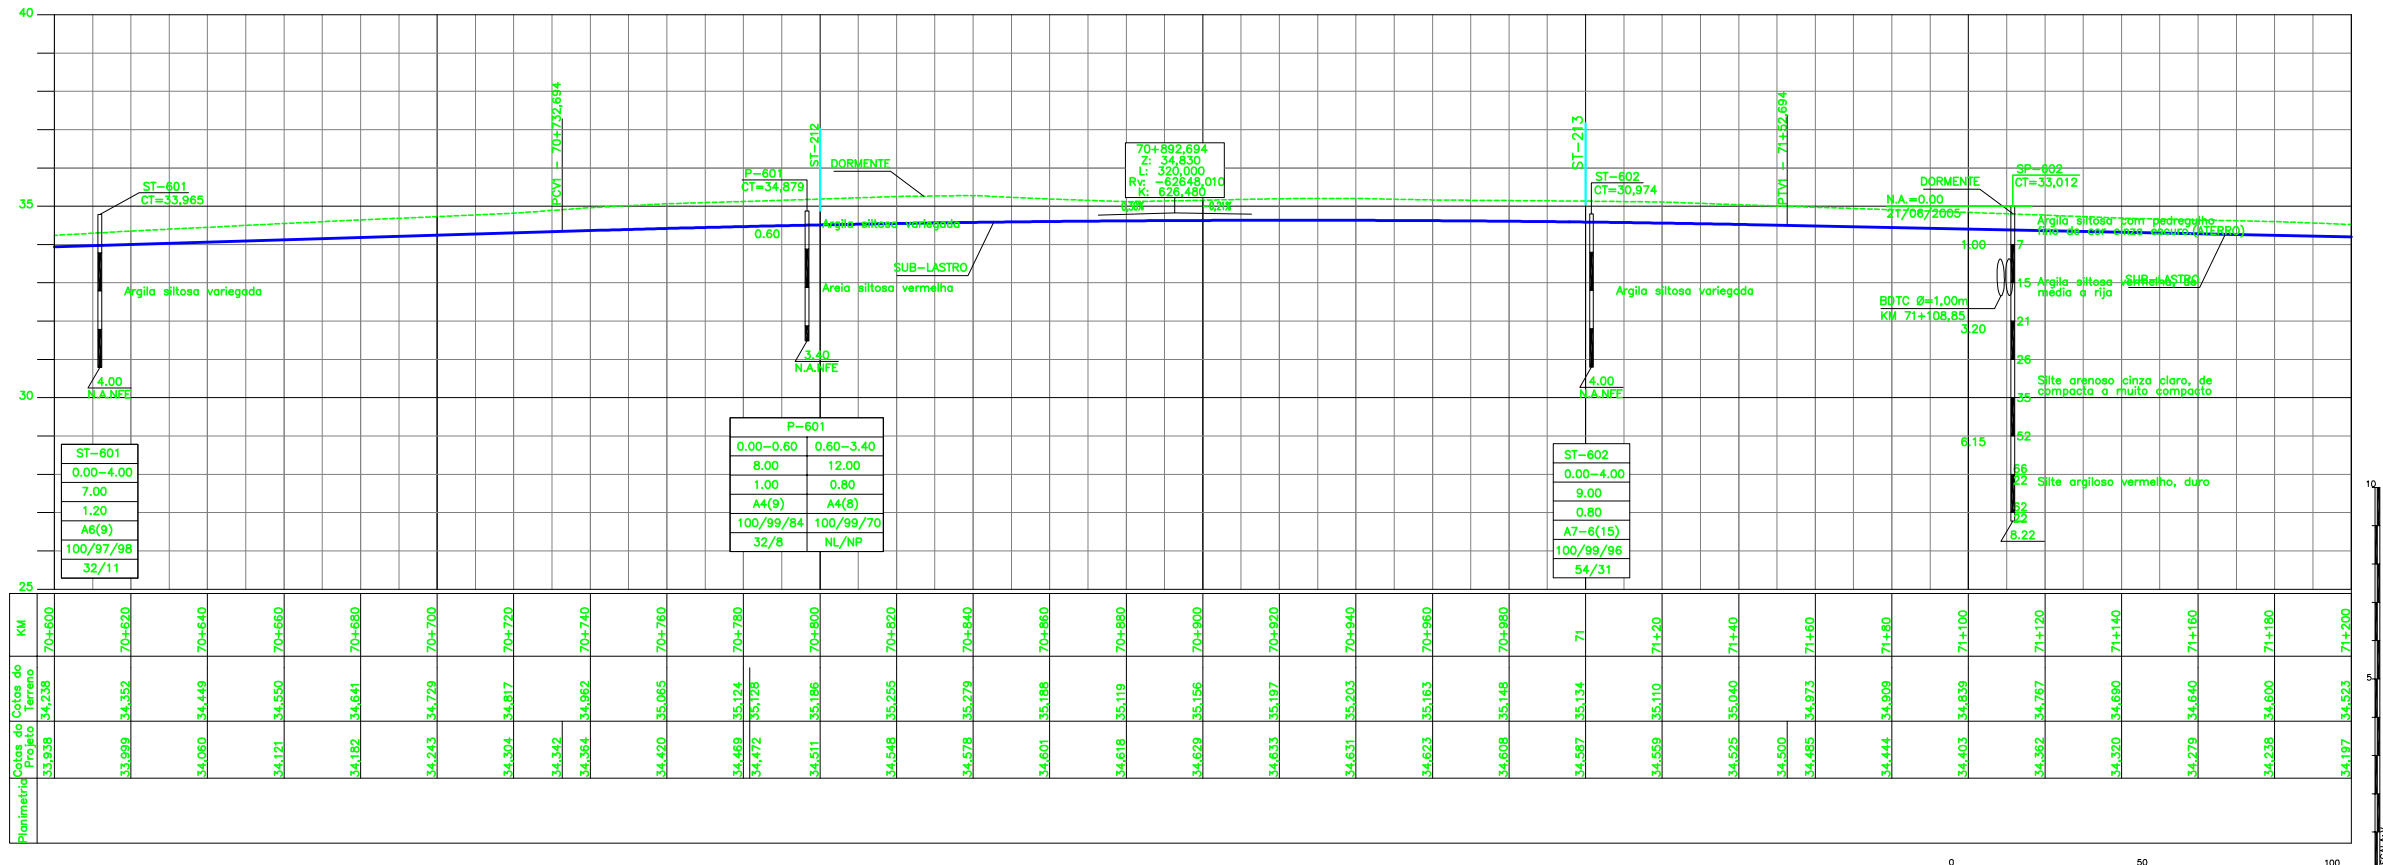 40
35
30
25
ST-601
CT=33,965
4.00
N.A.NFE
Argila siltosa variegada
PCV1 - 70+732,694
P-601
CT=34,879
0.60
3.40
N.A.NFE
ST-212
DORMENTE
Argila siltosa variegada
SUB-LASTRO
Areia siltosa vermelha
70+892,694
Z: 34,830
L: 320,000
Rv: -62648,010
K: 626,480
ST-213
ST-602
CT=30,974
Argila siltosa variegada
4.00
N.A.NFE
PTV1 - 71+52,694
DORMENTE
SP-602
CT=33,012
N.A.=0.00
21/06/2005
Argila siltosa com pedregulho
fino de cor cinza escuro (ATERRO)
1.00
7
15
Argila siltosa vermelha, de
média a rija
SUB-LASTRO
BDTC Ø=1,00m
KM 71+108,85
3.20
21
26
Silte arenoso cinza claro, de
compacta a muito compacto
35
6.15
52
66
22
Silte argiloso vermelho, duro
62
22
8.22
ST-601
0.00-4.00
7.00
1.20
A6(9)
100/97/98
32/11
P-601
0.00-0.60 0.60-3.40
8.00 12.00
1.00 0.80
A4(9) A4(8)
100/99/84 100/99/70
32/8 NL/NP
ST-602
0.00-4.00
9.00
0.80
A7-6(15)
100/99/96
54/31
KM 70+600 70+620 70+640 70+660 70+680 70+700 70+720 70+740 70+760 70+780 70+800 70+820 70+840 70+860 70+880 70+900 70+920 70+940 70+960 70+980 71 71+20 71+40 71+60 71+80 71+100 71+120 71+140 71+160 71+180 71+200
Cotas do
Terreno
34,238 34,352 34,449 34,550 34,641 34,729 34,817 34,962 35,065 35,124 35,128 35,186 35,255 35,279 35,188 35,119 35,156 35,197 35,203 35,163 35,148 35,134 35,110 35,040 34,973 34,909 34,839 34,767 34,690 34,640 34,600 34,523
Cotas do
Projeto
33,938 33,999 34,060 34,121 34,182 34,243 34,304 34,342 34,364 34,420 34,469 34,472 34,511 34,548 34,578 34,601 34,618 34,629 34,633 34,631 34,623 34,608 34,587 34,559 34,525 34,500 34,485 34,444 34,403 34,362 34,320 34,279 34,238 34,197
Planimetria
10
5
0 50 100